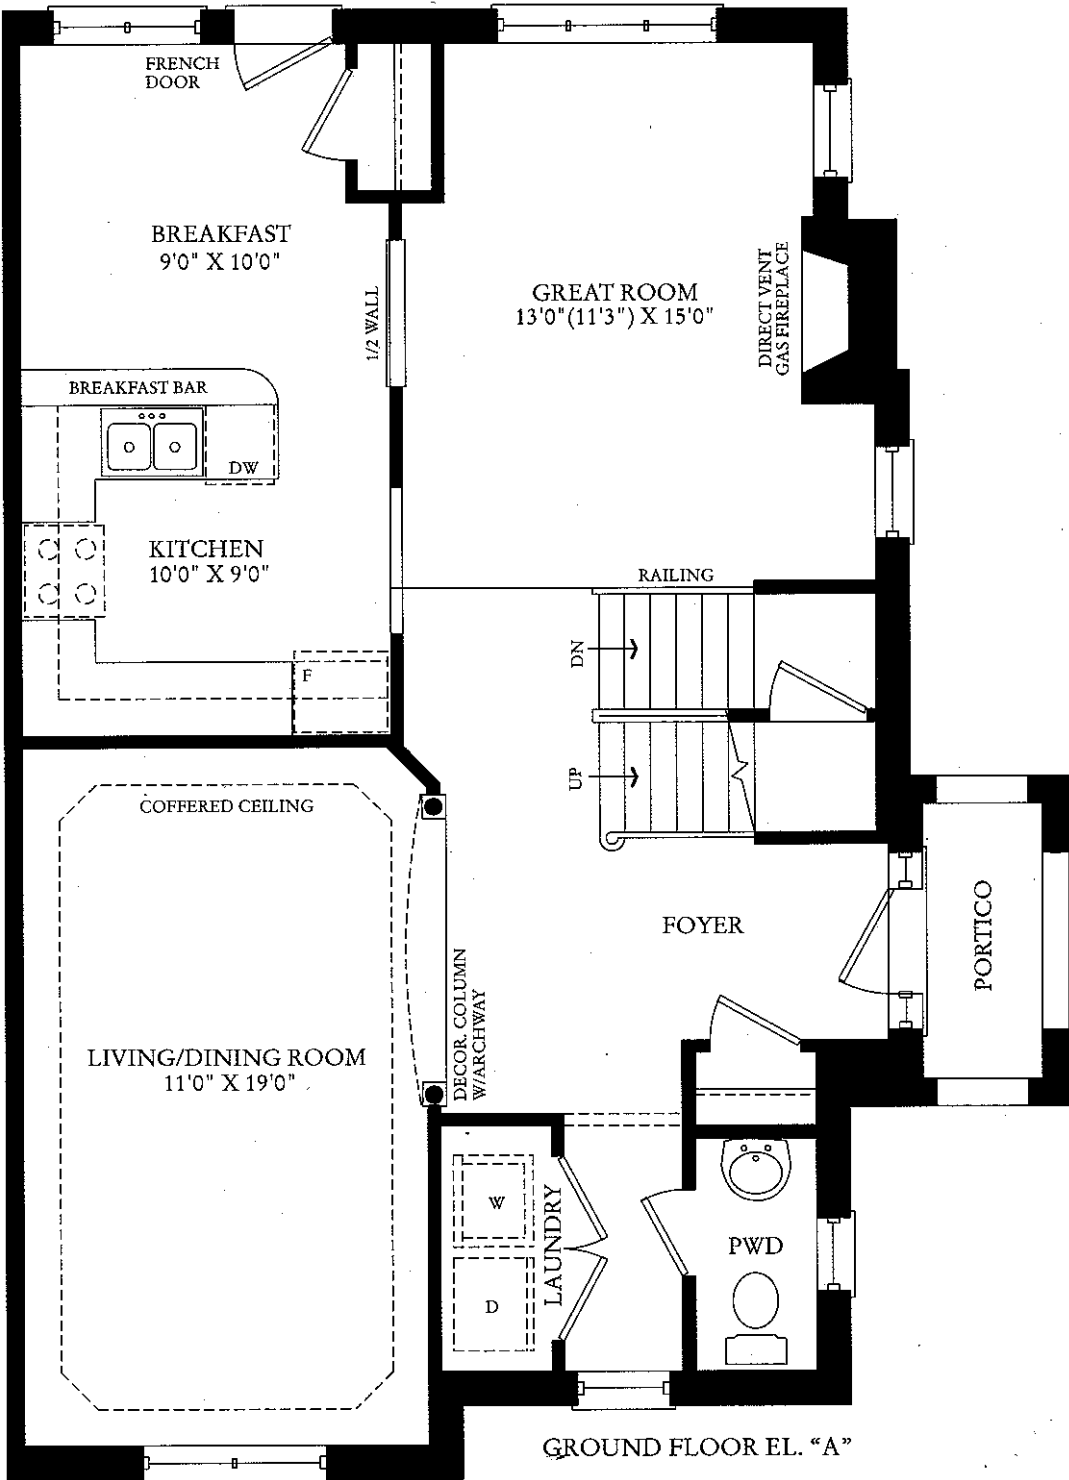 FRENCH
DOOR
BREAKFAST
9'0" X 10'0"
1/2 WALL
GREAT ROOM
13'0"(11'3") X 15'0"
DIRECT VENT
GAS FIREPLACE
BREAKFAST BAR
DW
KITCHEN
10'0" X 9'0"
F
RAILING
DN
UP
COFFERED CEILING
FOYER
PORTICO
DECOR. COLUMN
W/ARCHWAY
LIVING/DINING ROOM
11'0" X 19'0"
W
D
LAUNDRY
PWD
GROUND FLOOR EL. "A"